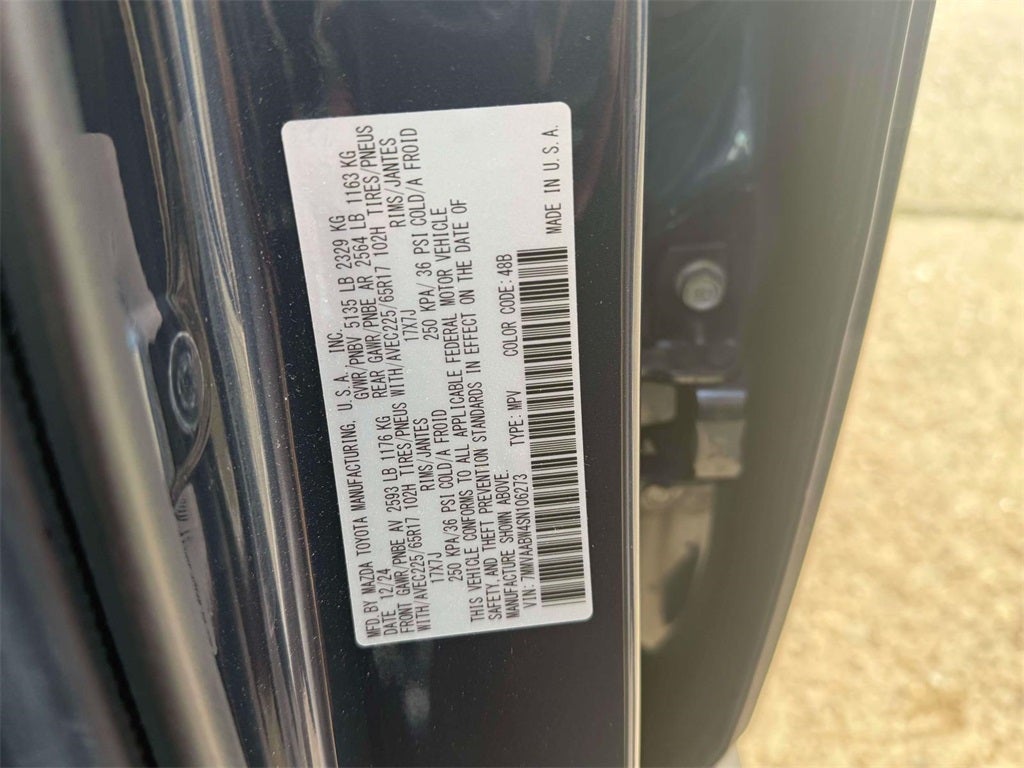 MFD. BY MAZDA TOYOTA MANUFACTURING, U.S.A. INC.
DATE 12/24 GVWR/PNBV 5135 LB 2329 KG
FRONT GAWR/PNBE AV 2593 LB 1176 KG REAR GAWR/PNBE AR 2564 LB 1163 KG
WITH/AVEC225/65R17 102H TIRES/PNEUS WITH/AVEC225/65R17 102H TIRES/PNEUS
17X7J RIMS/JANTES 17X7J RIMS/JANTES
250 KPA/36 PSI COLD/A FROID 250 KPA/36 PSI COLD/A FROID
THIS VEHICLE CONFORMS TO ALL APPLICABLE FEDERAL MOTOR VEHICLE
SAFETY, AND THEFT PREVENTION STANDARDS IN EFFECT ON THE DATE OF
MANUFACTURE SHOWN ABOVE.
VIN: 7MMVAABW4SN106273 TYPE: MPV COLOR CODE: 48B
MADE IN U.S.A.